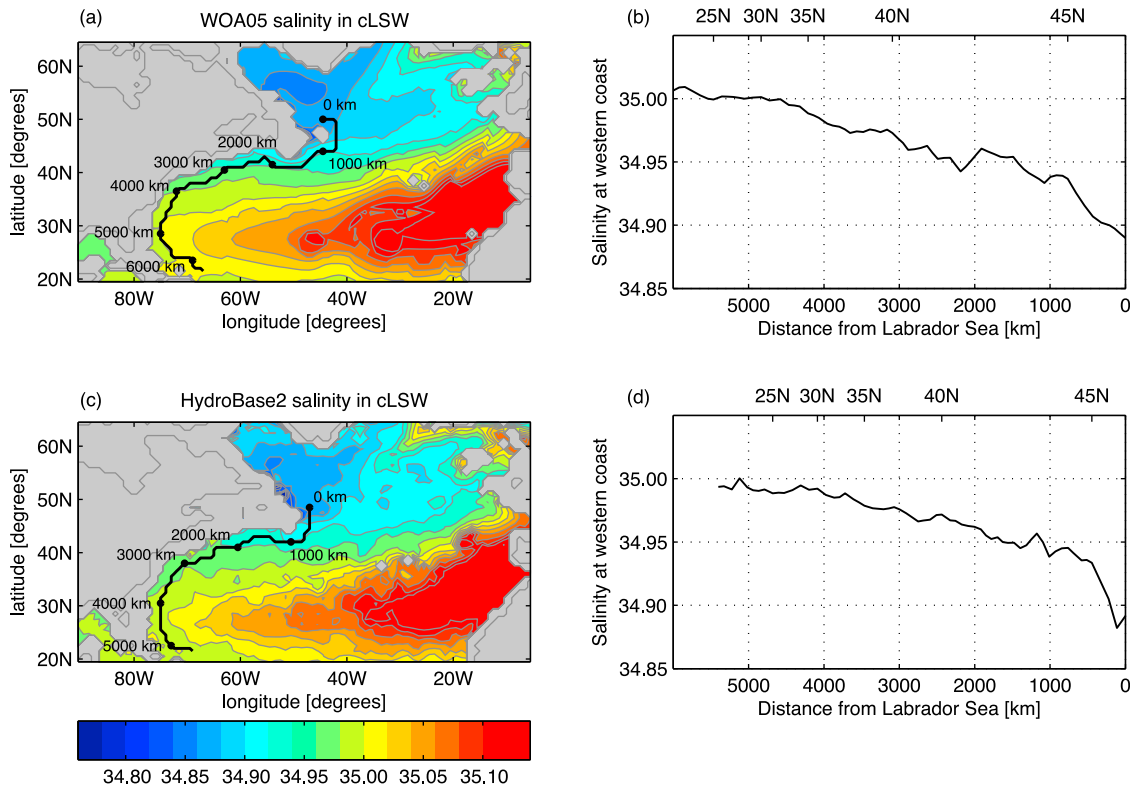 (a)
WOA05 salinity in cLSW
60N
50N
40N
30N
20N
latitude [degrees]
0 km
1000 km
2000 km
3000 km
4000 km
5000 km
6000 km
80W 60W 40W 20W
longitude [degrees]
(b)
25N 30N 35N 40N 45N
35.00
34.95
34.90
34.85
Salinity at western coast
5000 4000 3000 2000 1000 0
Distance from Labrador Sea [km]
(c)
HydroBase2 salinity in cLSW
60N
50N
40N
30N
20N
latitude [degrees]
0 km
1000 km
2000 km
3000 km
4000 km
5000 km
80W 60W 40W 20W
longitude [degrees]
34.80 34.85 34.90 34.95 35.00 35.05 35.10
(d)
25N 30N 35N 40N 45N
35.00
34.95
34.90
34.85
Salinity at western coast
5000 4000 3000 2000 1000 0
Distance from Labrador Sea [km]